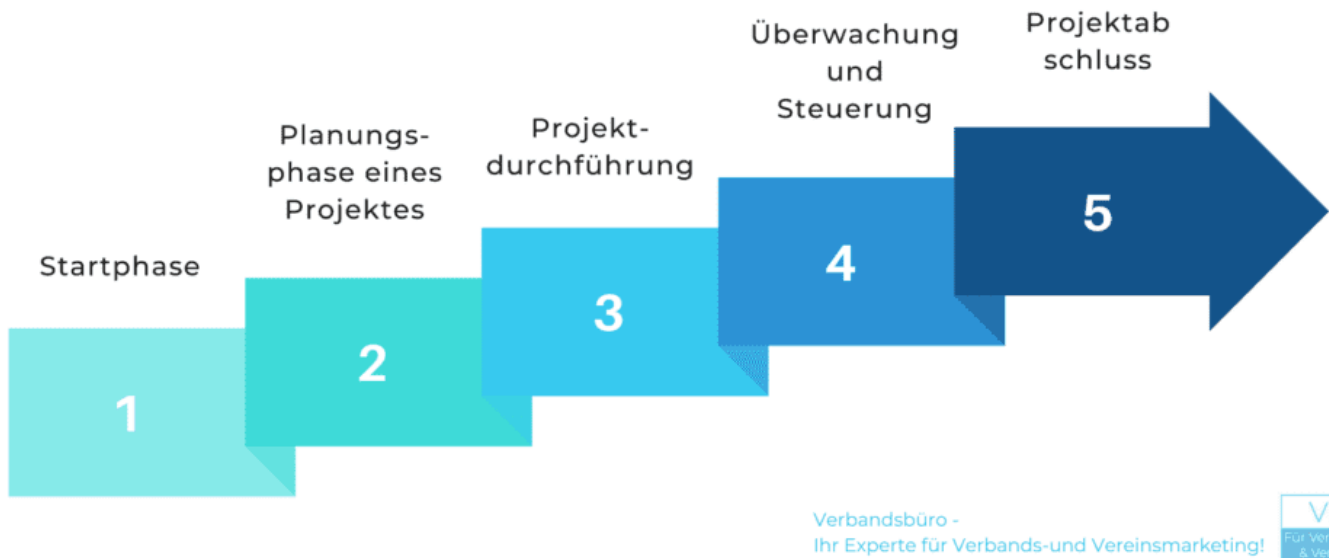 Startphase
1
Planungs-
phase eines
Projektes
2
Projekt-
durchführung
3
Überwachung
und
Steuerung
4
Projektab
schluss
5
Verbandsbüro -
Ihr Experte für Verbands-und Vereinsmarketing!
V
Für
&